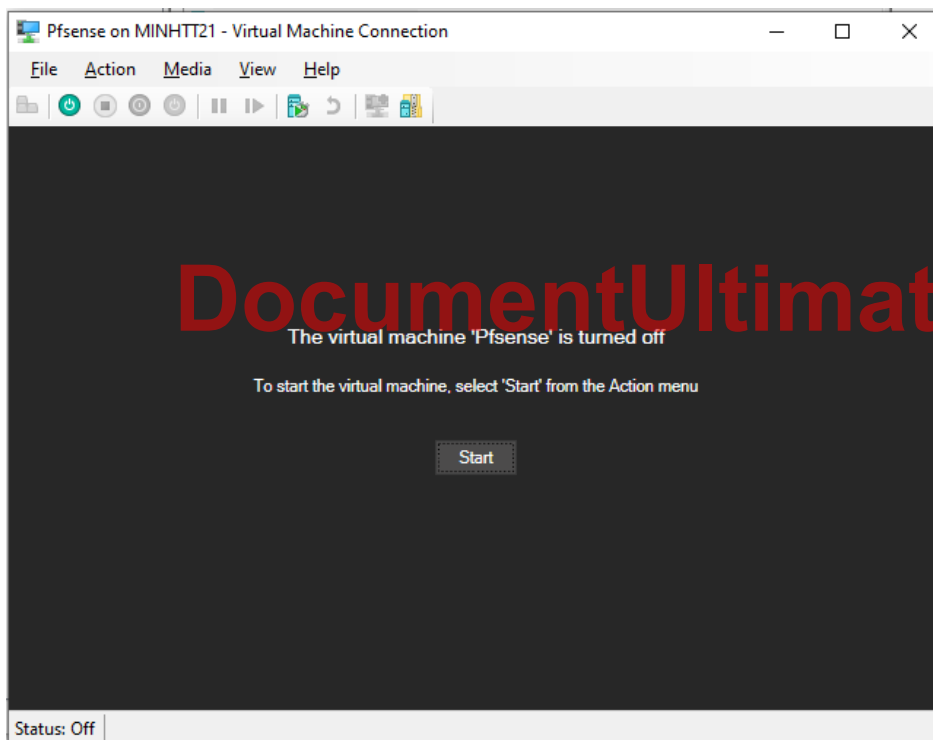 Pfsense on MINHTT21 - Virtual Machine Connection
File Action Media View Help
DocumentUltimat
The virtual machine 'Pfsense' is turned off
To start the virtual machine, select 'Start' from the Action menu
Start
Status: Off